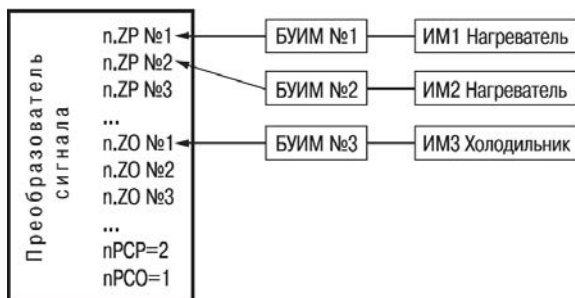 Преобразователь сигнала
n.ZP №1
n.ZP №2
n.ZP №3
...
n.ZO №1
n.ZO №2
n.ZO №3
...
nPCP=2
nPCO=1
БУИМ №1
ИМ1 Нагреватель
БУИМ №2
ИМ2 Нагреватель
БУИМ №3
ИМ3 Холодильник